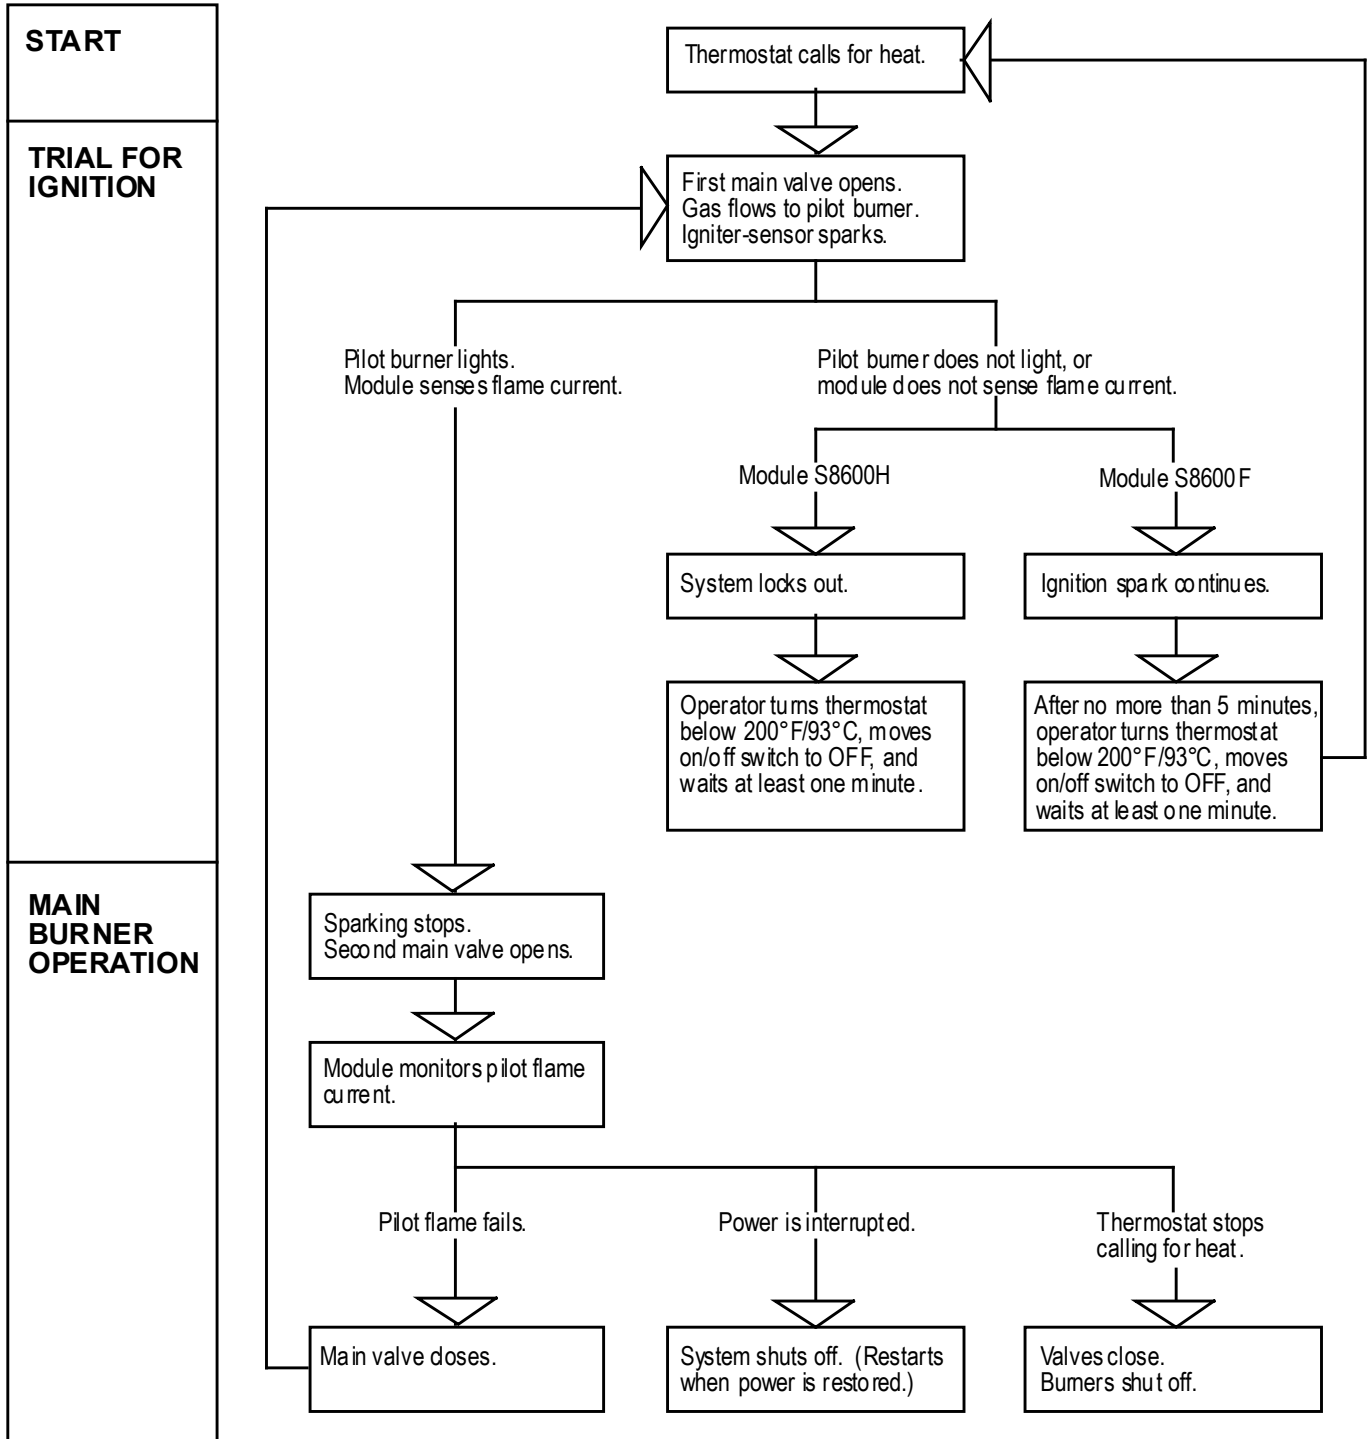 START
Thermostat calls for heat.
TRIAL FOR
IGNITION
First main valve opens.
Gas flows to pilot burner.
Igniter-sensor sparks.
Pilot burner lights.
Module senses flame current.
Pilot burner does not light, or
module does not sense flame current.
Module S8600H
Module S8600F
System locks out.
Ignition spark continues.
Operator turns thermostat
below 200°F/93°C, moves
on/off switch to OFF, and
waits at least one minute.
After no more than 5 minutes,
operator turns thermostat
below 200°F/93°C, moves
on/off switch to OFF, and
waits at least one minute.
MAIN
BURNER
OPERATION
Sparking stops.
Second main valve opens.
Module monitors pilot flame
current.
Pilot flame fails.
Power is interrupted.
Thermostat stops
calling for heat.
Main valve closes.
System shuts off. (Restarts
when power is restored.)
Valves close.
Burners shut off.